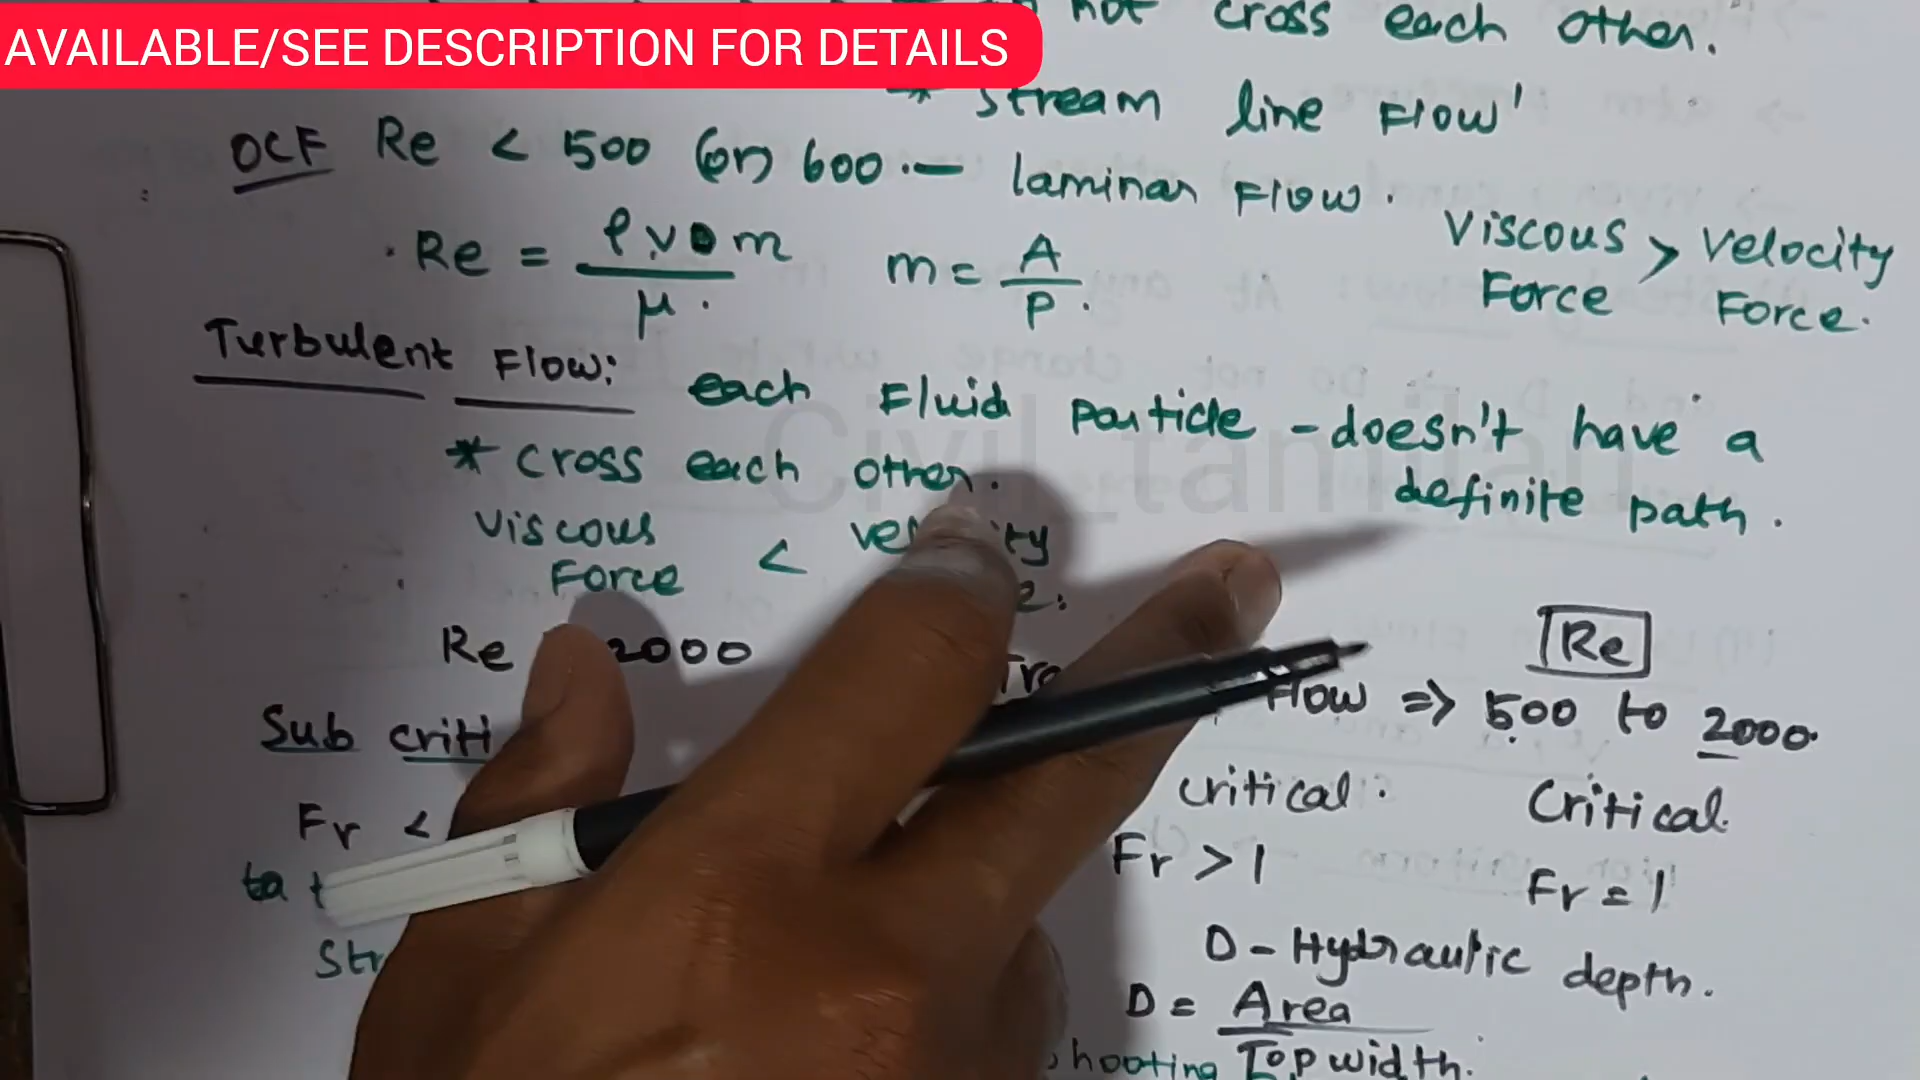 AVAILABLE/SEE DESCRIPTION FOR DETAILS
not cross each other.
* stream line Flow'
OCF Re < 500 (or) 600.— laminar Flow.
Re = ρ v m / μ. m = A / P.
Viscous Force > Velocity Force.
Turbulent Flow: each Fluid Particle - doesn't have a
definite path.
* Cross each other.
Viscous Force <
Re 2000
Re
Flow => 500 to 2000.
Sub
critical. Critical.
Fr < Fr > 1 Fr = 1
D - Hydraulic depth.
D = Area / Top width.
shooting
Civil_tamilan